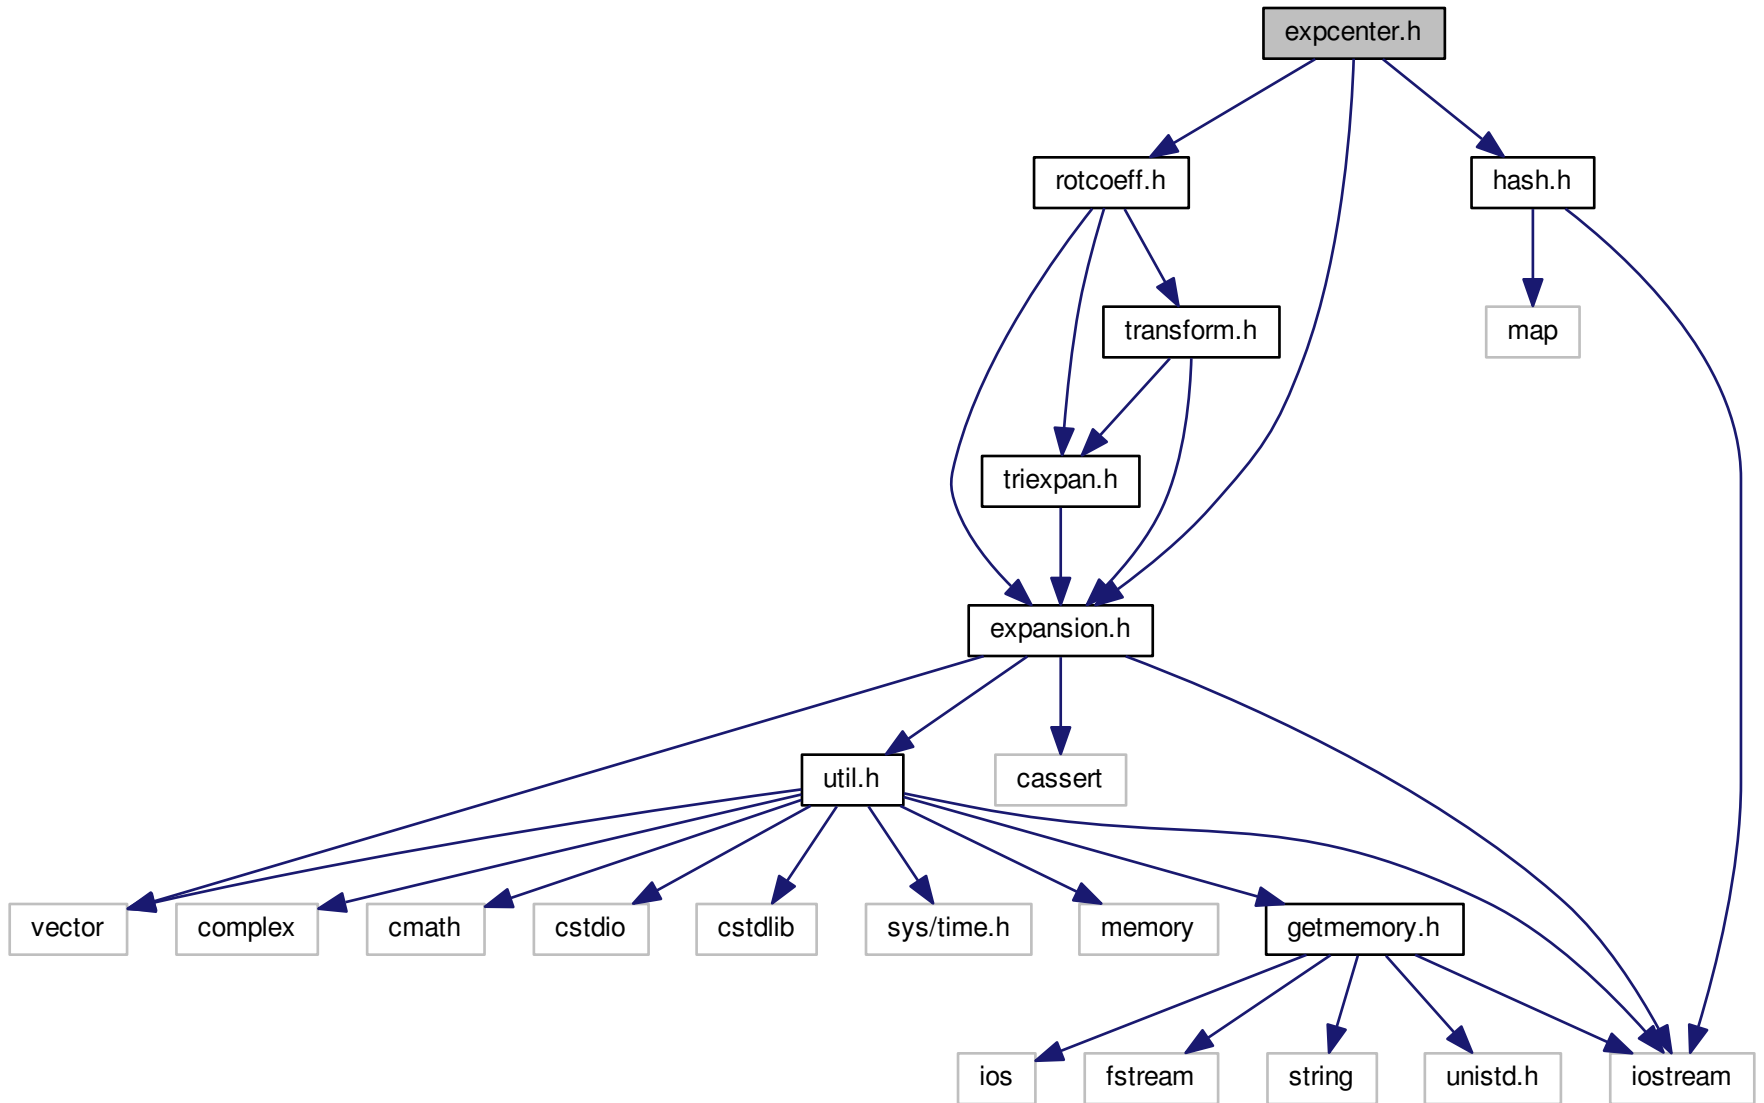 expcenter.h
rotcoeff.h
hash.h
transform.h
map
triexpan.h
expansion.h
util.h
cassert
vector
complex
cmath
cstdio
cstdlib
sys/time.h
memory
getmemory.h
ios
fstream
string
unistd.h
iostream